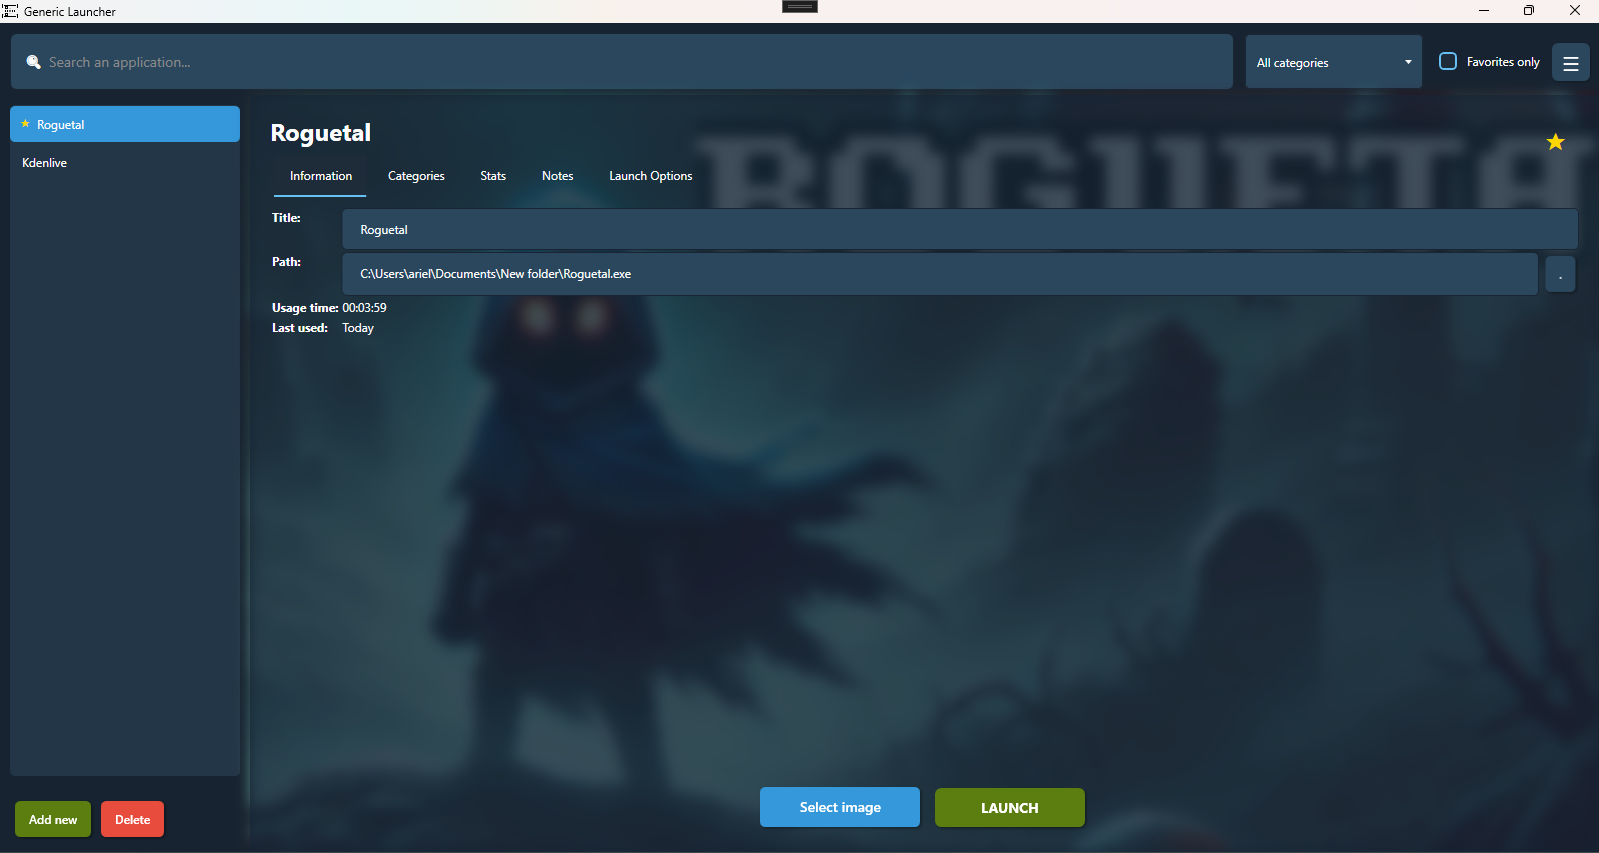 Generic Launcher
Search an application...
All categories
Favorites only
Roguetal
Kdenlive
Roguetal
ROGUETA
Information Categories Stats Notes Launch Options
Title: Roguetal
Path: C:\Users\ariel\Documents\New folder\Roguetal.exe .
Usage time: 00:03:59
Last used: Today
Add new Delete
Select image LAUNCH